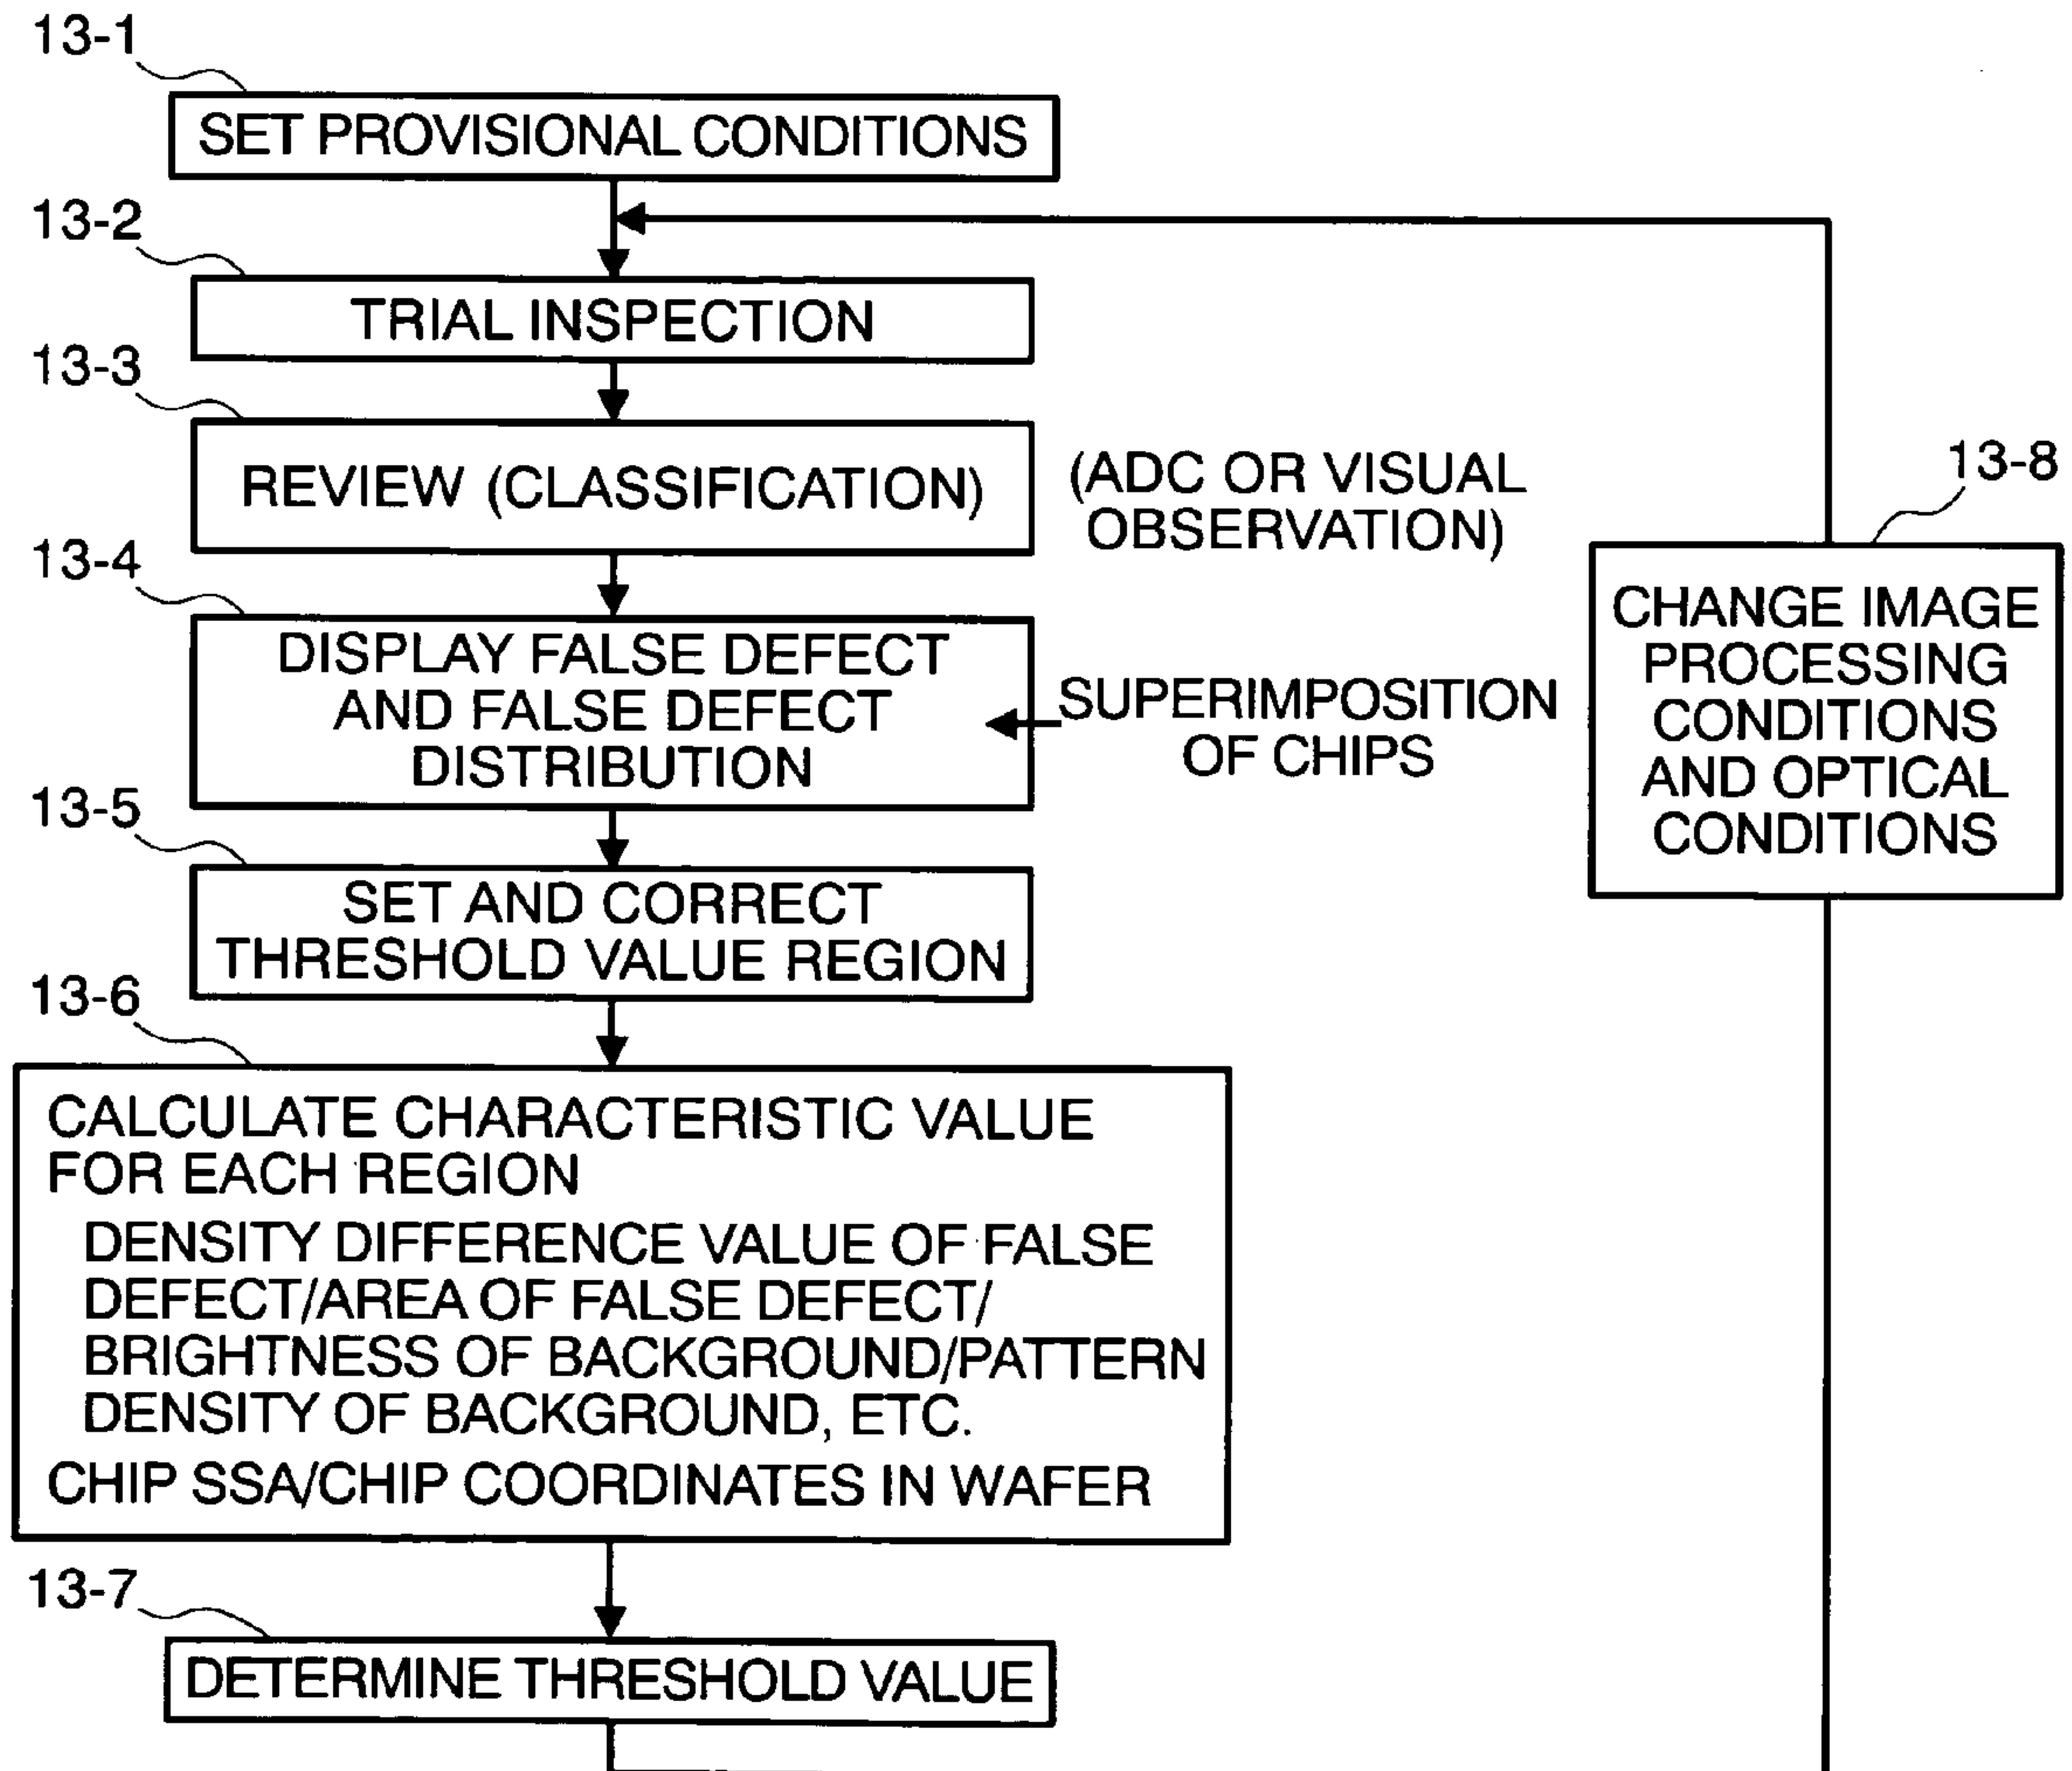 13-1
SET PROVISIONAL CONDITIONS
13-2
TRIAL INSPECTION
13-3
REVIEW (CLASSIFICATION)
(ADC OR VISUAL
OBSERVATION)
13-4
DISPLAY FALSE DEFECT
AND FALSE DEFECT
DISTRIBUTION
SUPERIMPOSITION
OF CHIPS
13-5
SET AND CORRECT
THRESHOLD VALUE REGION
13-6
CALCULATE CHARACTERISTIC VALUE
FOR EACH REGION
DENSITY DIFFERENCE VALUE OF FALSE
DEFECT/AREA OF FALSE DEFECT/
BRIGHTNESS OF BACKGROUND/PATTERN
DENSITY OF BACKGROUND, ETC.
CHIP SSA/CHIP COORDINATES IN WAFER
13-7
DETERMINE THRESHOLD VALUE
13-8
CHANGE IMAGE
PROCESSING
CONDITIONS
AND OPTICAL
CONDITIONS